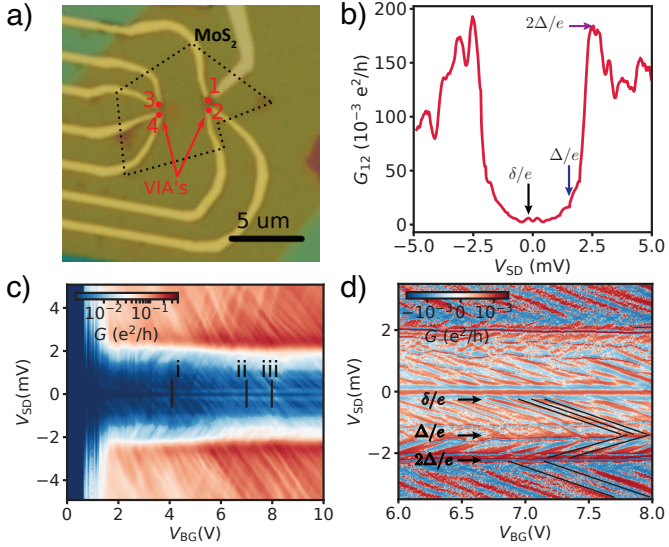 a)
MoS2
1
2
3
4
VIA's
5 um
b)
G12 (10⁻³ e²/h)
200
150
100
50
0
2Δ/e
Δ/e
δ/e
−5.0 −2.5 0.0 2.5 5.0
VSD (mV)
c)
10⁻² 10⁻¹
G (e²/h)
i ii iii
VSD(mV)
4
2
0
−2
−4
0 2 4 6 8 10
VBG(V)
d)
−10⁻³ 10⁻³
G (e²/h)
δ/e
Δ/e
2Δ/e
VSD(mV)
2
0
−2
6.0 6.5 7.0 7.5 8.0
VBG(V)